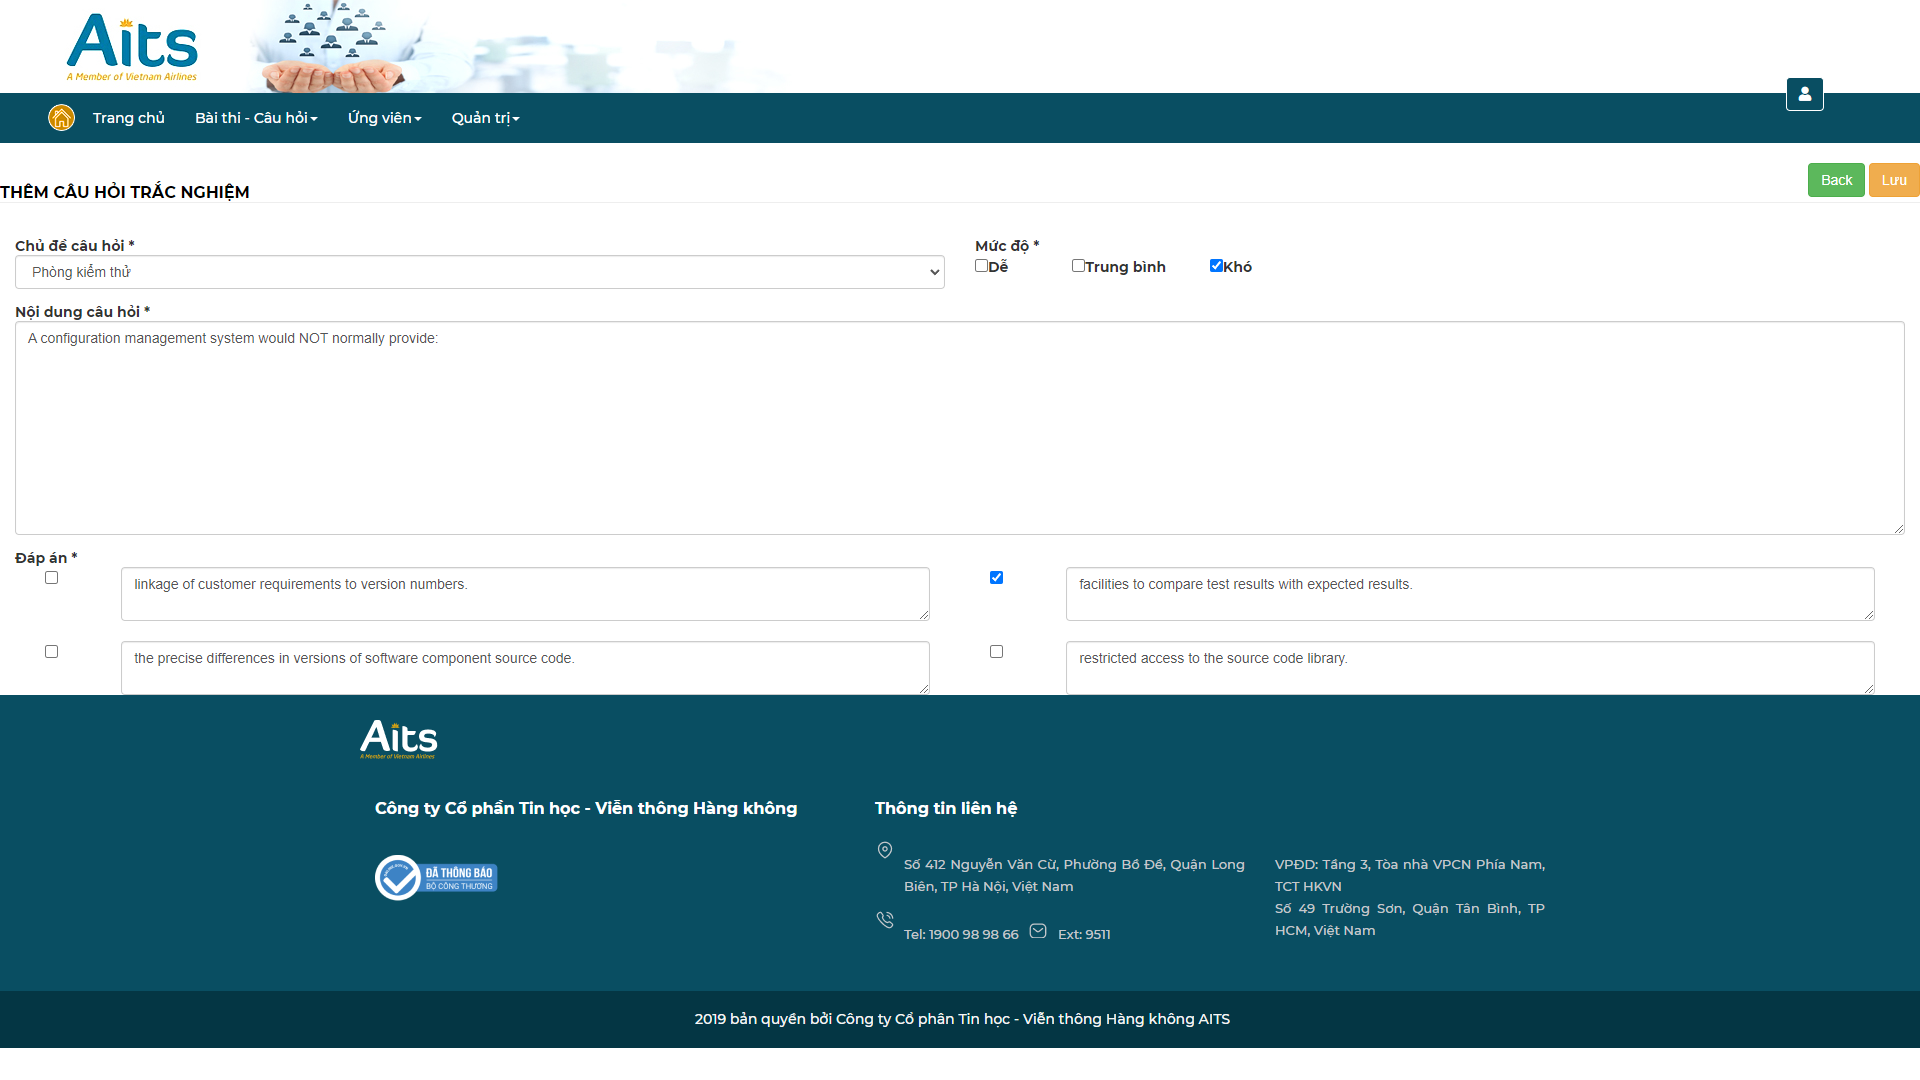 Aits
A Member of Vietnam Airlines
Trang chủ
Bài thi - Câu hỏi
Ứng viên
Quản trị
THÊM CÂU HỎI TRẮC NGHIỆM
Back
Lưu
Chủ đề câu hỏi *
Mức độ *
Phòng kiểm thử
Dễ
Trung bình
Khó
Nội dung câu hỏi *
A configuration management system would NOT normally provide:
Đáp án *
linkage of customer requirements to version numbers.
facilities to compare test results with expected results.
the precise differences in versions of software component source code.
restricted access to the source code library.
Aits
A Member of Vietnam Airlines
Công ty Cổ phần Tin học - Viễn thông Hàng không
Thông tin liên hệ
ĐÃ THÔNG BÁO
BỘ CÔNG THƯƠNG
Số 412 Nguyễn Văn Cừ, Phường Bồ Đề, Quận Long
Biên, TP Hà Nội, Việt Nam
Tel: 1900 98 98 66
Ext: 9511
VPĐD: Tầng 3, Tòa nhà VPCN Phía Nam,
TCT HKVN
Số 49 Trường Sơn, Quận Tân Bình, TP
HCM, Việt Nam
2019 bản quyền bởi Công ty Cổ phân Tin học - Viễn thông Hàng không AITS